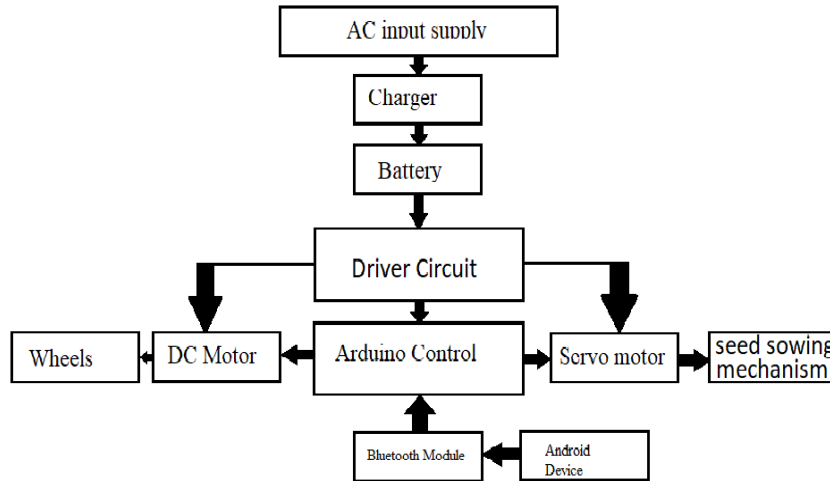 AC input supply
Charger
Battery
Driver Circuit
Wheels
DC Motor
Arduino Control
Servo motor
seed sowing
mechanism
Bluetooth Module
Android
Device